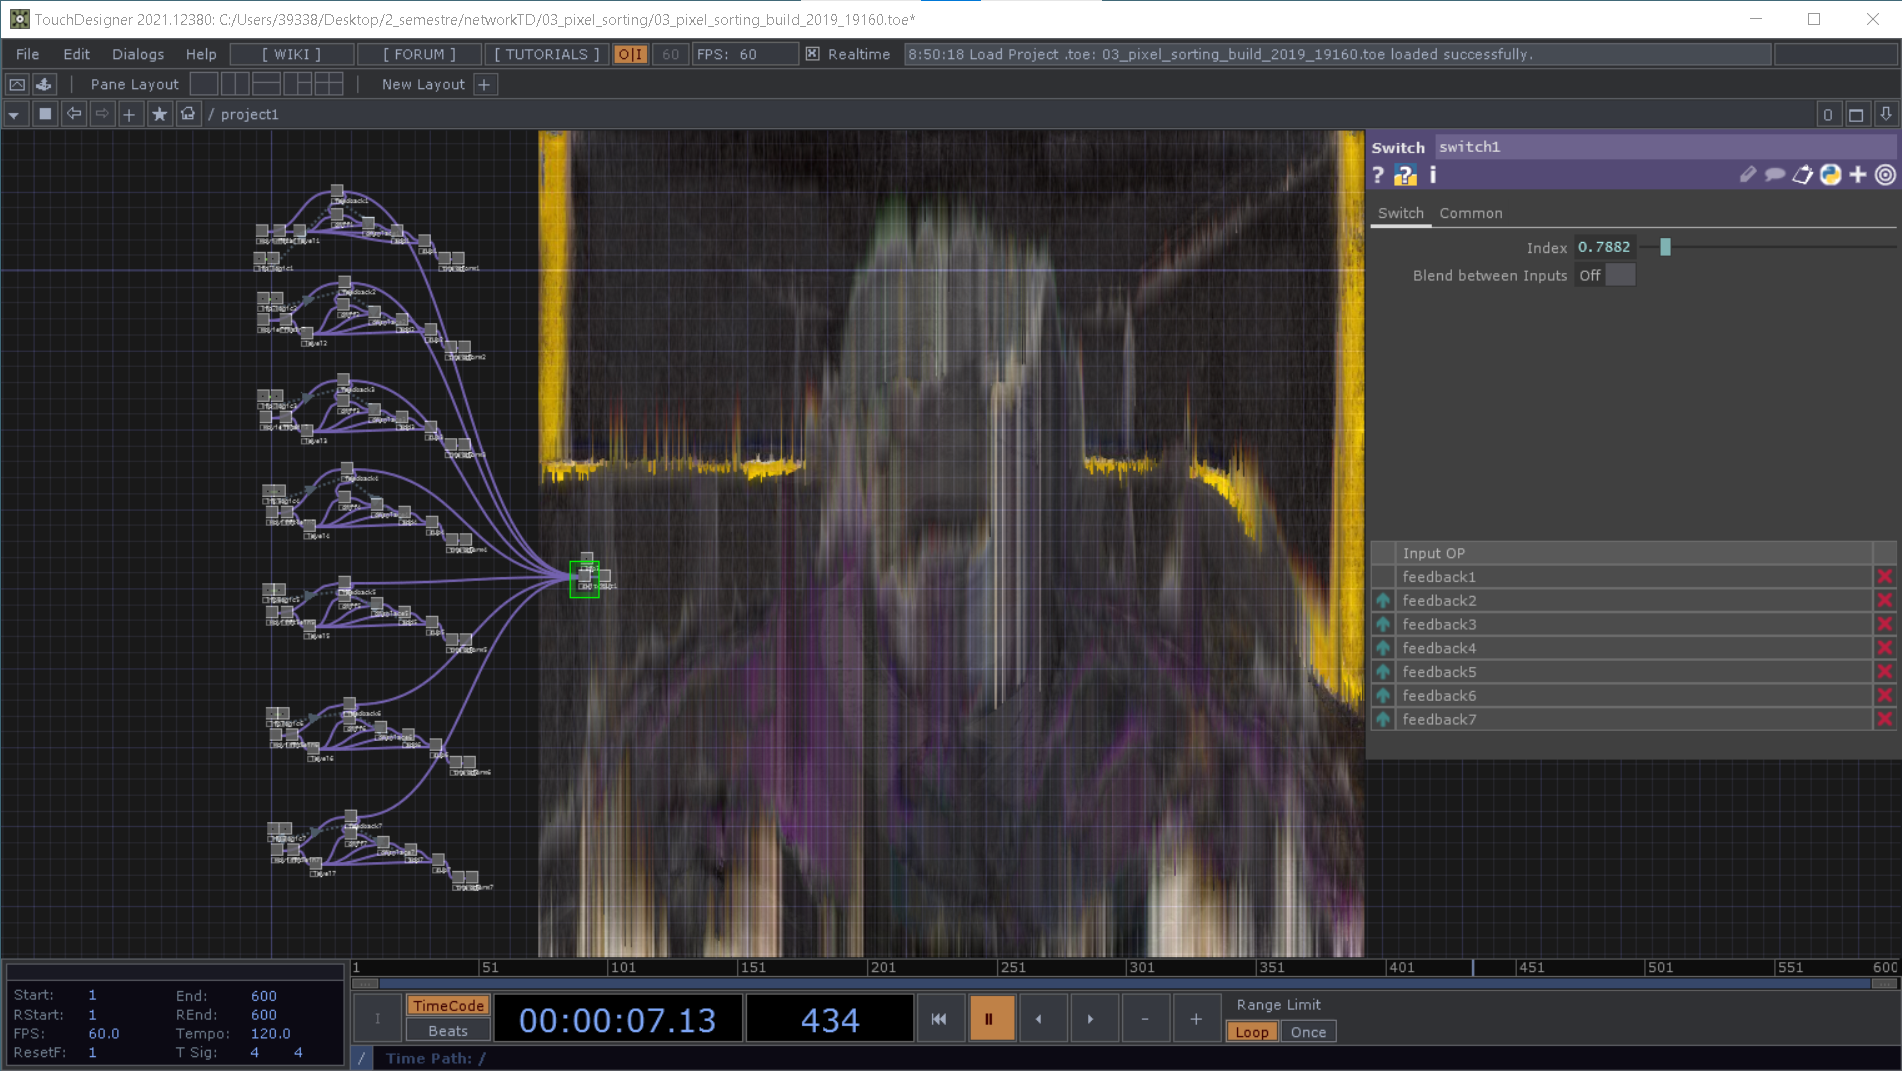 TouchDesigner 2021.12380: C:/Users/39338/Desktop/2_semestre/networkTD/03_pixel_sorting/03_pixel_sorting_build_2019_19160.toe*
File Edit Dialogs Help [ WIKI ] [ FORUM ] [ TUTORIALS ] O|I 60 FPS: 60 Realtime 8:50:18 Load Project .toe: 03_pixel_sorting_build_2019_19160.toe loaded successfully.
Pane Layout New Layout +
/ project1 0
Switch switch1
? ? i
Switch Common
Index 0.7882
Blend between Inputs Off
Input OP
feedback1
feedback2
feedback3
feedback4
feedback5
feedback6
feedback7
1 51 101 151 201 251 301 351 401 451 501 551 600
Start: 1 End: 600
RStart: 1 REnd: 600
FPS: 60.0 Tempo: 120.0
ResetF: 1 T Sig: 4 4
TimeCode
Beats
00:00:07.13
434
- +
Range Limit
Loop Once
/ Time Path: /